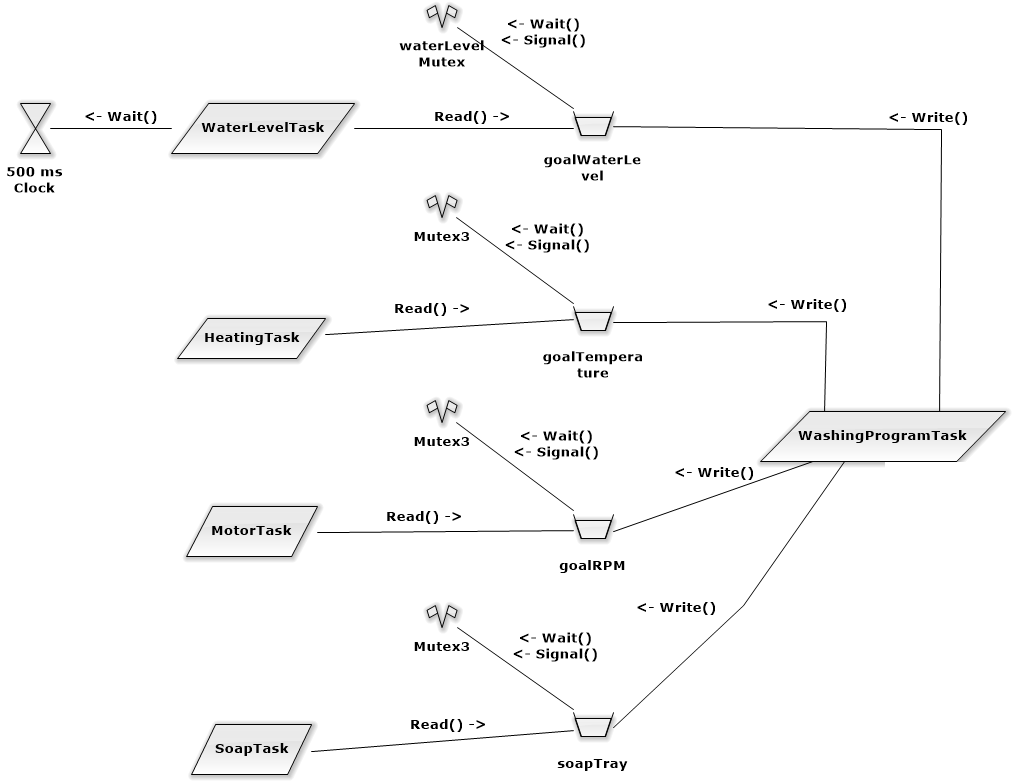 <- Wait()
<- Signal()
waterLevel
Mutex
<- Wait()
WaterLevelTask
Read() ->
<- Write()
500 ms
Clock
goalWaterLe
vel
Mutex3
<- Wait()
<- Signal()
Read() ->
<- Write()
HeatingTask
goalTempera
ture
Mutex3
<- Wait()
<- Signal()
WashingProgramTask
<- Write()
Read() ->
MotorTask
goalRPM
<- Write()
Mutex3
<- Wait()
<- Signal()
Read() ->
SoapTask
soapTray